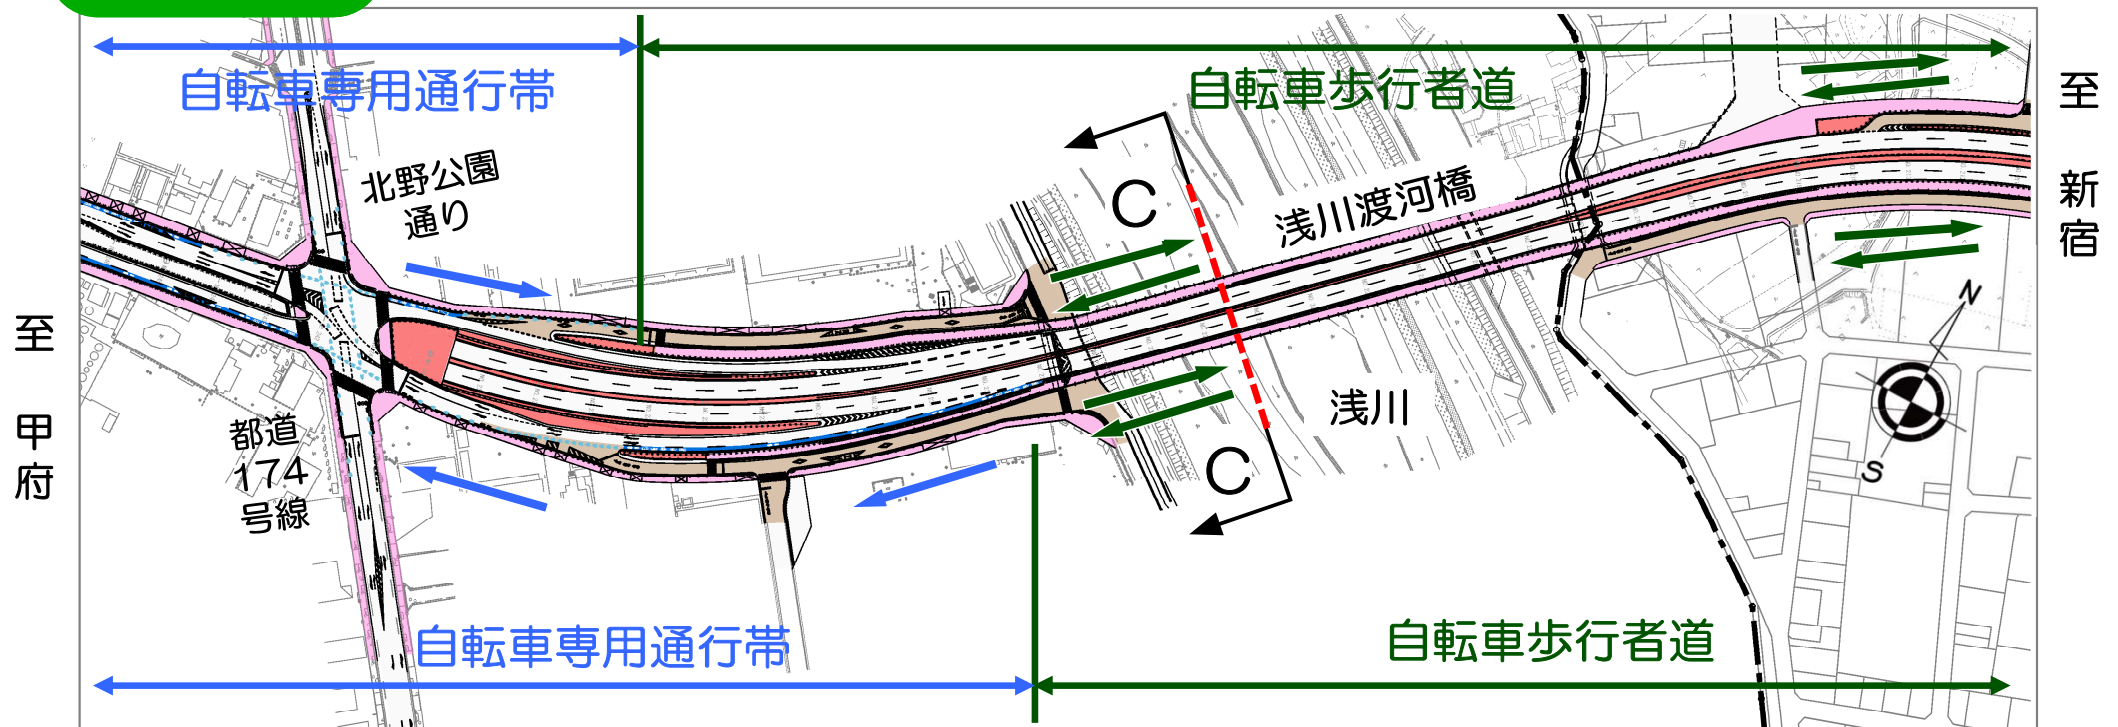 自転車専用通行帯
自転車歩行者道
至 新宿
北野公園
通り
C
浅川渡河橋
N
至 甲府
浅川
都道
174
号線
C
S
自転車専用通行帯
自転車歩行者道